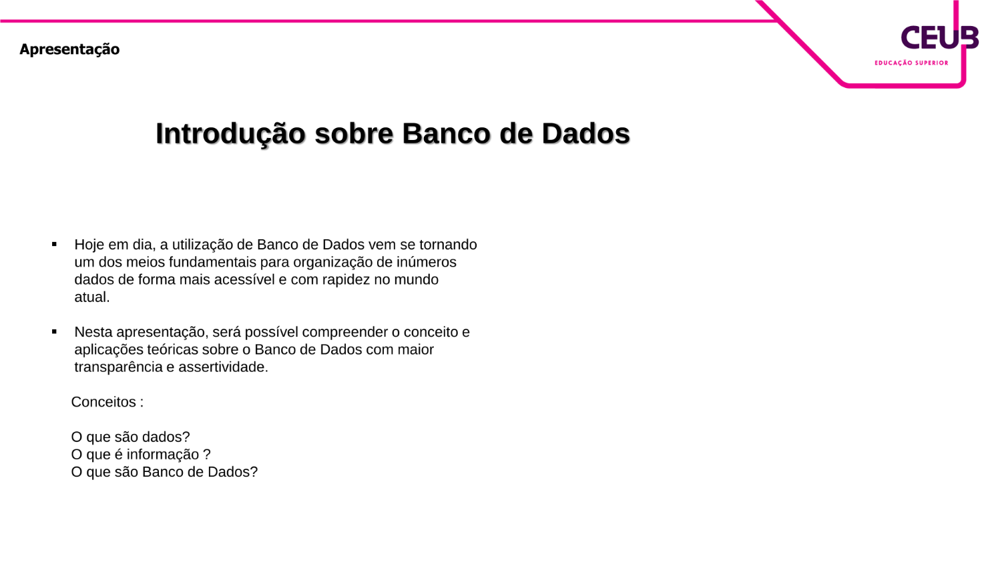 CEUB
EDUCAÇÃO SUPERIOR
Apresentação
Introdução sobre Banco de Dados
▪ Hoje em dia, a utilização de Banco de Dados vem se tornando
um dos meios fundamentais para organização de inúmeros
dados de forma mais acessível e com rapidez no mundo
atual.
▪ Nesta apresentação, será possível compreender o conceito e
aplicações teóricas sobre o Banco de Dados com maior
transparência e assertividade.
Conceitos :
O que são dados?
O que é informação ?
O que são Banco de Dados?